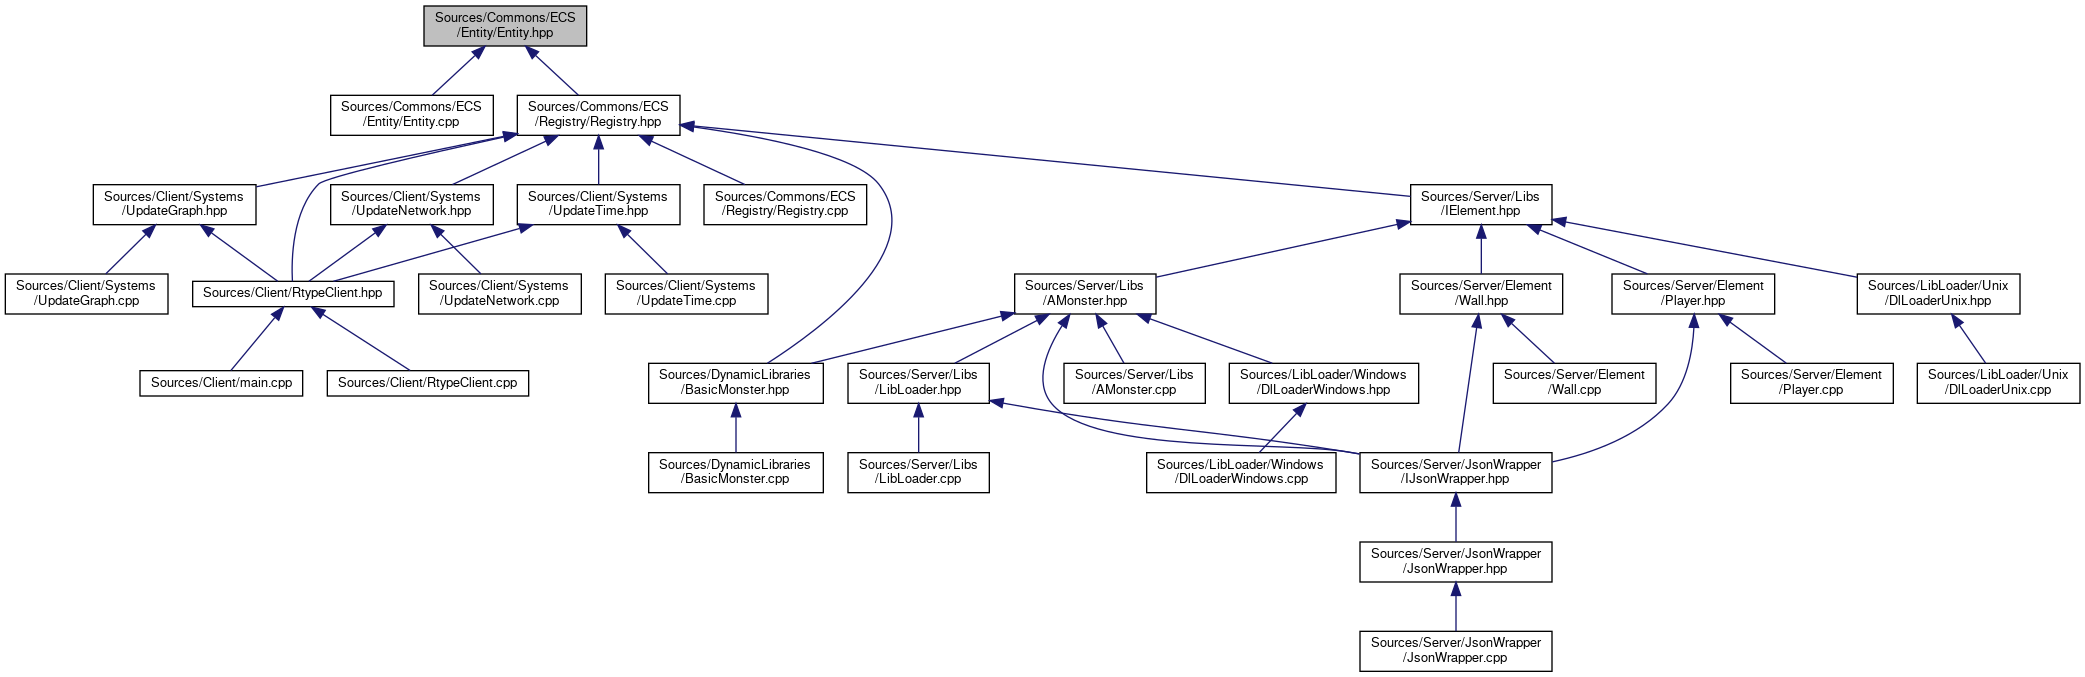 Sources/Commons/ECS
/Entity/Entity.hpp
Sources/Commons/ECS
/Entity/Entity.cpp
Sources/Commons/ECS
/Registry/Registry.hpp
Sources/Client/Systems
/UpdateGraph.hpp
Sources/Client/Systems
/UpdateNetwork.hpp
Sources/Client/Systems
/UpdateTime.hpp
Sources/Commons/ECS
/Registry/Registry.cpp
Sources/Server/Libs
/IElement.hpp
Sources/Client/Systems
/UpdateGraph.cpp
Sources/Client/RtypeClient.hpp
Sources/Client/Systems
/UpdateNetwork.cpp
Sources/Client/Systems
/UpdateTime.cpp
Sources/Server/Libs
/AMonster.hpp
Sources/Server/Element
/Wall.hpp
Sources/Server/Element
/Player.hpp
Sources/LibLoader/Unix
/DlLoaderUnix.hpp
Sources/Client/main.cpp
Sources/Client/RtypeClient.cpp
Sources/DynamicLibraries
/BasicMonster.hpp
Sources/Server/Libs
/LibLoader.hpp
Sources/Server/Libs
/AMonster.cpp
Sources/LibLoader/Windows
/DlLoaderWindows.hpp
Sources/Server/Element
/Wall.cpp
Sources/Server/Element
/Player.cpp
Sources/LibLoader/Unix
/DlLoaderUnix.cpp
Sources/DynamicLibraries
/BasicMonster.cpp
Sources/Server/Libs
/LibLoader.cpp
Sources/LibLoader/Windows
/DlLoaderWindows.cpp
Sources/Server/JsonWrapper
/IJsonWrapper.hpp
Sources/Server/JsonWrapper
/JsonWrapper.hpp
Sources/Server/JsonWrapper
/JsonWrapper.cpp